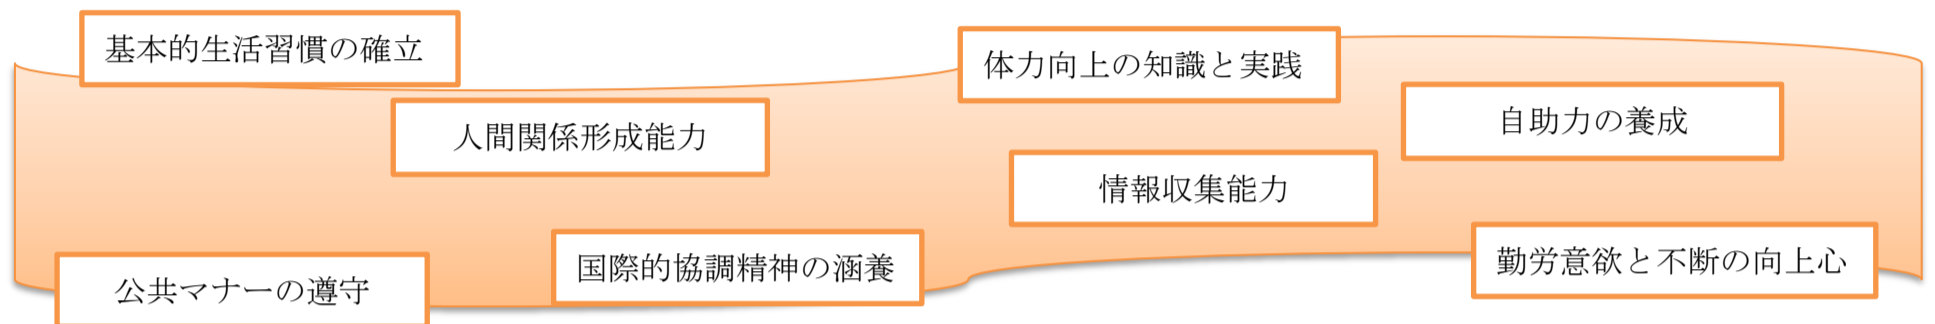 基本的生活習慣の確立
体力向上の知識と実践
自助力の養成
人間関係形成能力
情報収集能力
勤労意欲と不断の向上心
国際的協調精神の涵養
公共マナーの遵守